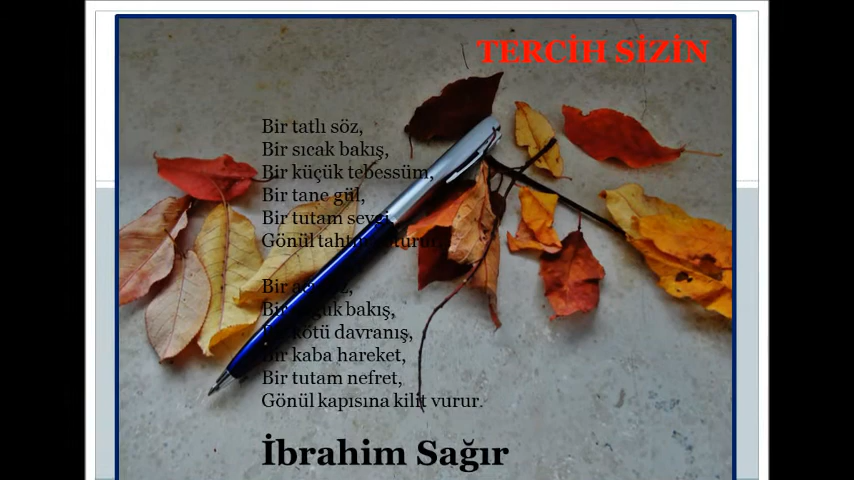 TERCİH SİZİN
Bir tatlı söz,
Bir sıcak bakış,
Bir küçük tebessüm,
Bir tane gül,
Bir tutam sevgi
Gönül
Bir
Bir bakış,
kötü davranış,
Bir kaba hareket,
Bir tutam nefret,
Gönül kapısına kilit vurur.
İbrahim Sağır